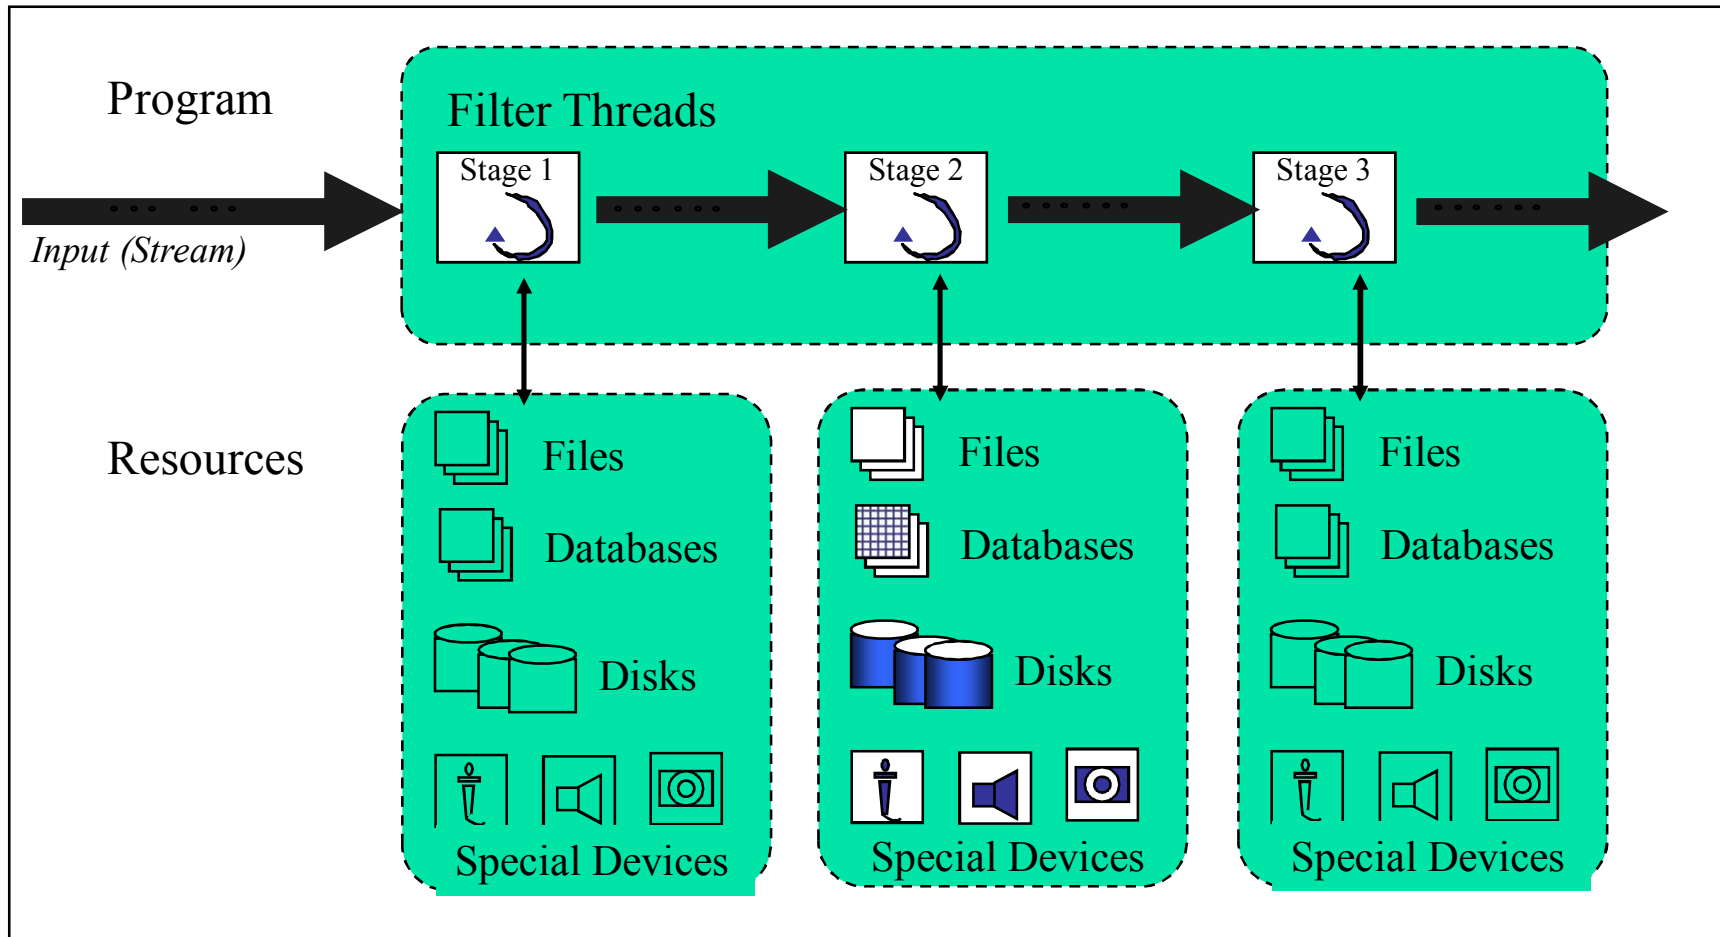 Program
Filter Threads
Stage 1
Stage 2
Stage 3
Input (Stream)
Resources
Files
Databases
Disks
Special Devices
Files
Databases
Disks
Special Devices
Files
Databases
Disks
Special Devices